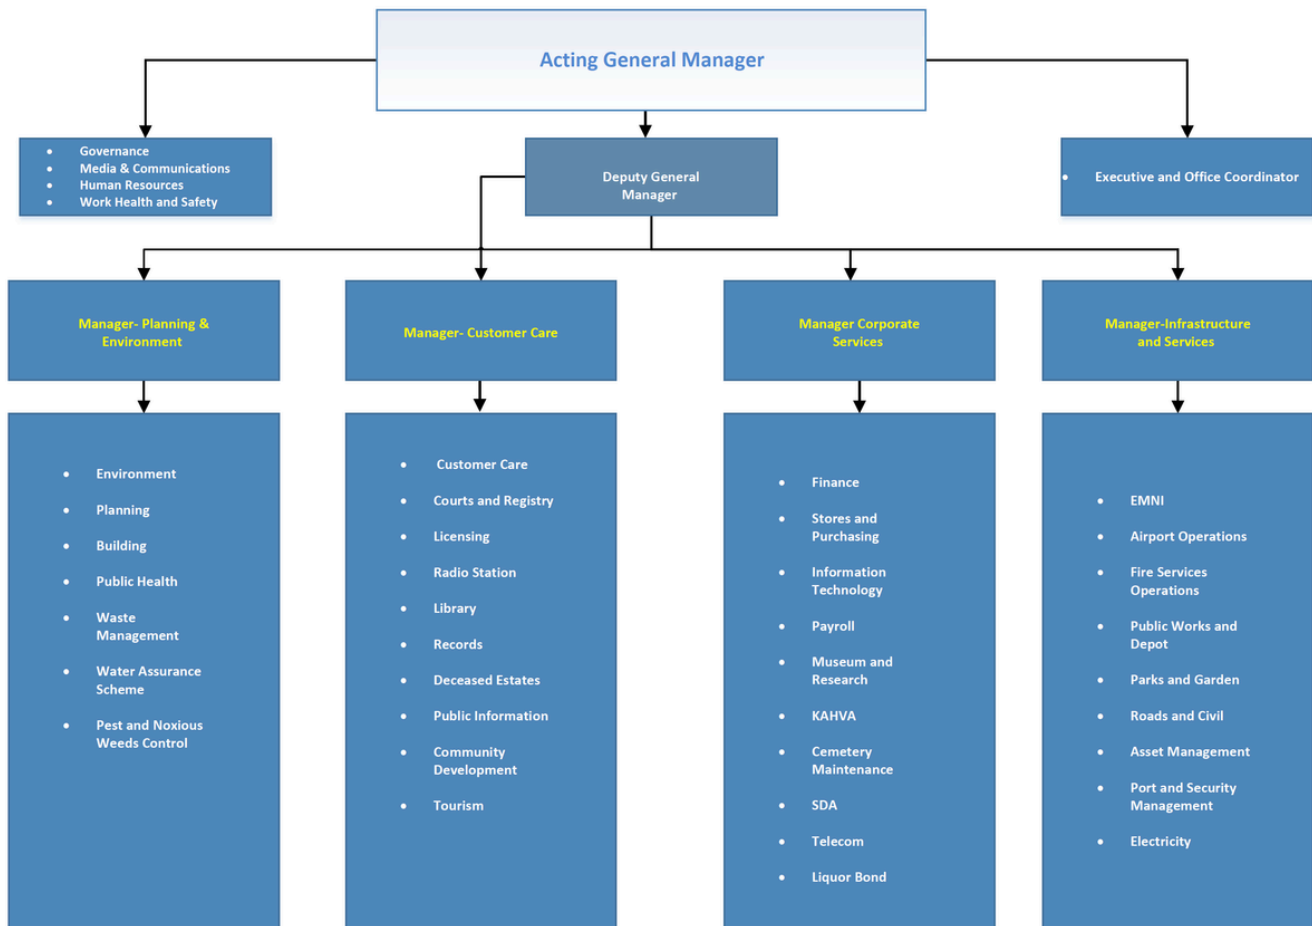 Acting General Manager
• Governance
• Media & Communications
• Human Resources
• Work Health and Safety
Deputy General
Manager
• Executive and Office Coordinator
Manager- Planning &
Environment
Manager- Customer Care
Manager Corporate
Services
Manager-Infrastructure
and Services
• Environment
• Planning
• Building
• Public Health
• Waste
Management
• Water Assurance
Scheme
• Pest and Noxious
Weeds Control
• Customer Care
• Courts and Registry
• Licensing
• Radio Station
• Library
• Records
• Deceased Estates
• Public Information
• Community
Development
• Tourism
• Finance
• Stores and
Purchasing
• Information
Technology
• Payroll
• Museum and
Research
• KAHVA
• Cemetery
Maintenance
• SDA
• Telecom
• Liquor Bond
• EMNI
• Airport Operations
• Fire Services
Operations
• Public Works and
Depot
• Parks and Garden
• Roads and Civil
• Asset Management
• Port and Security
Management
• Electricity